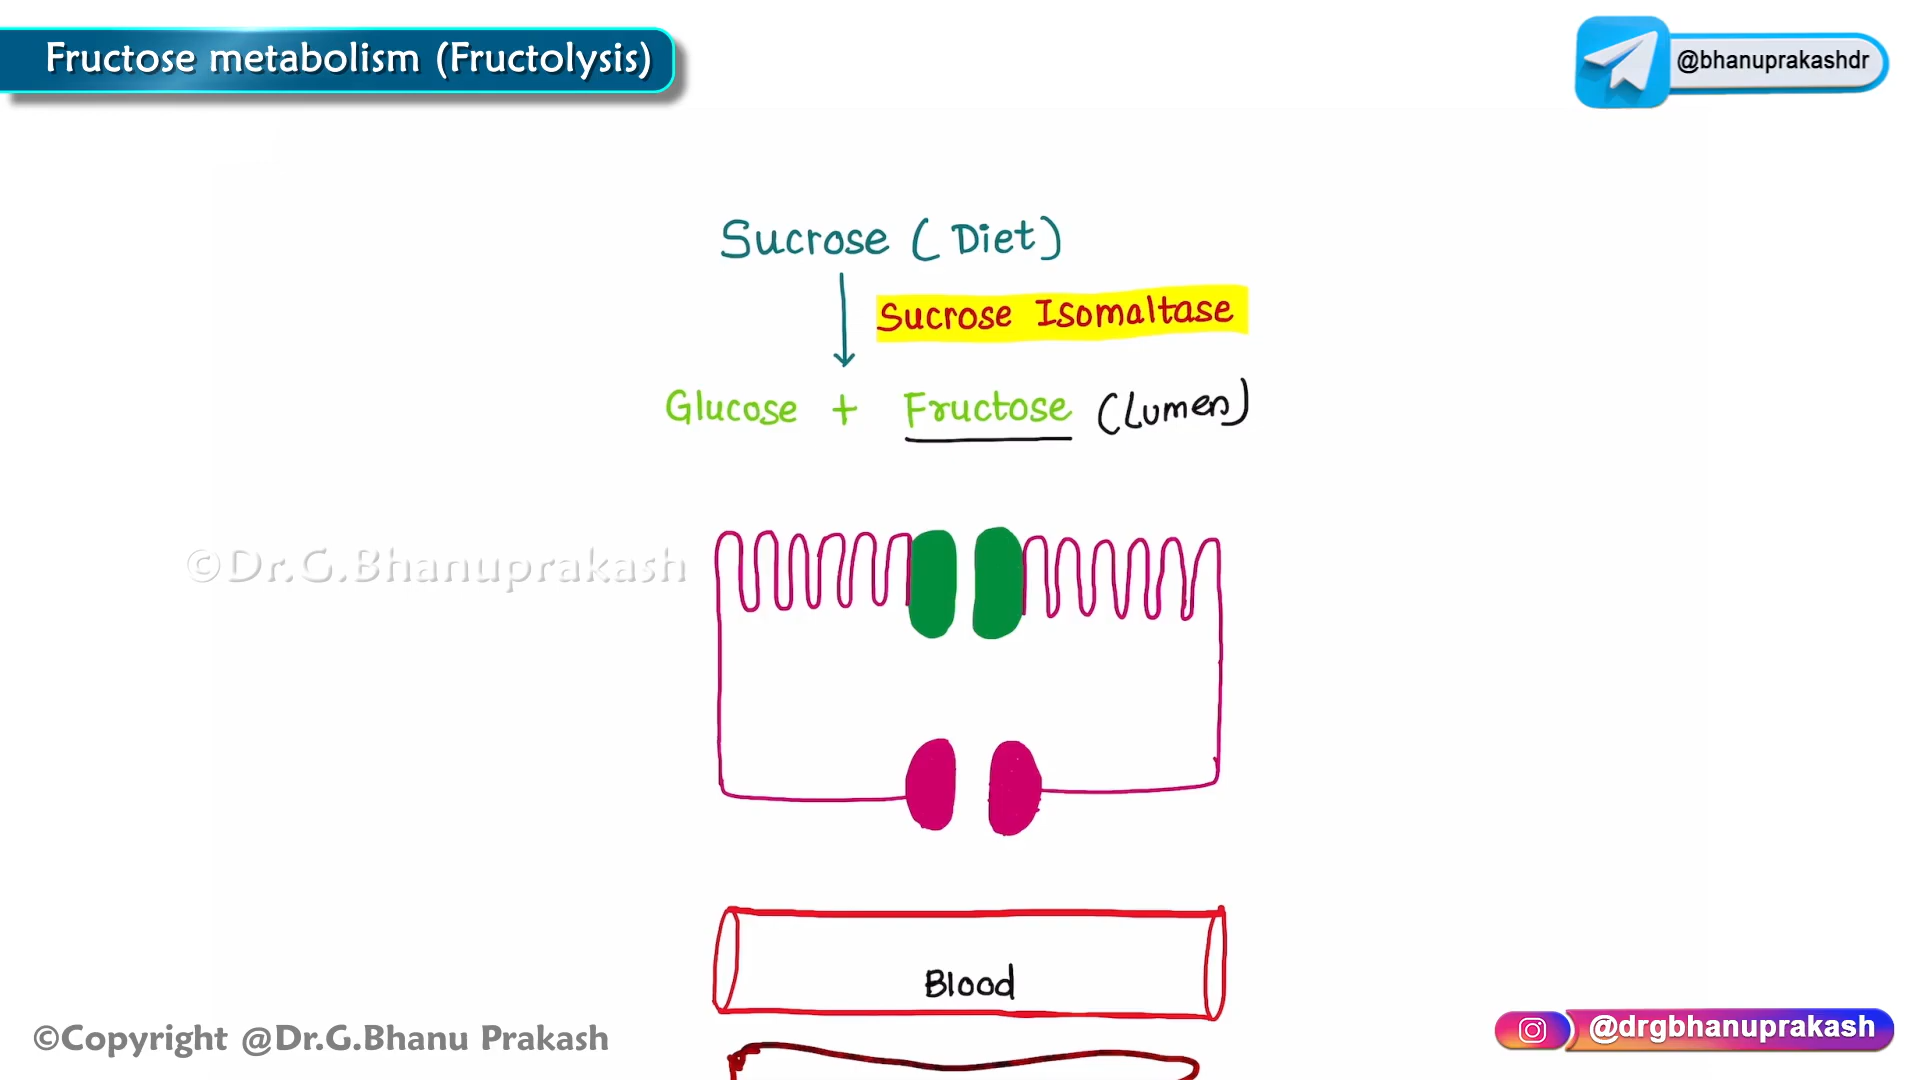 Fructose metabolism (Fructolysis)
@bhanuprakashdr
Sucrose (Diet)
Sucrose Isomaltase
Glucose + Fructose (Lumen)
©Dr.G.Bhanuprakash
Blood
©Copyright @Dr.G.Bhanu Prakash
@drgbhanuprakash